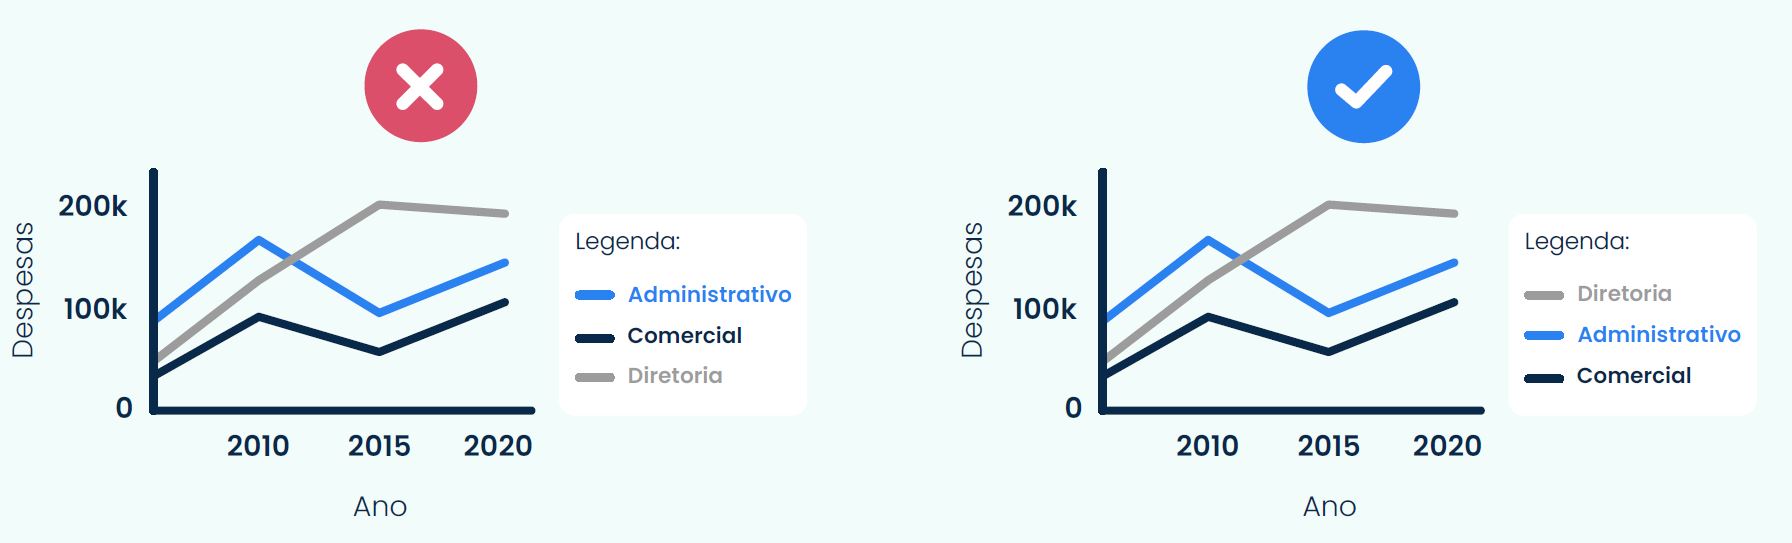 Despesas
200k
100k
0
2010 2015 2020
Ano
Legenda:
Administrativo
Comercial
Diretoria
Despesas
200k
100k
0
2010 2015 2020
Ano
Legenda:
Diretoria
Administrativo
Comercial